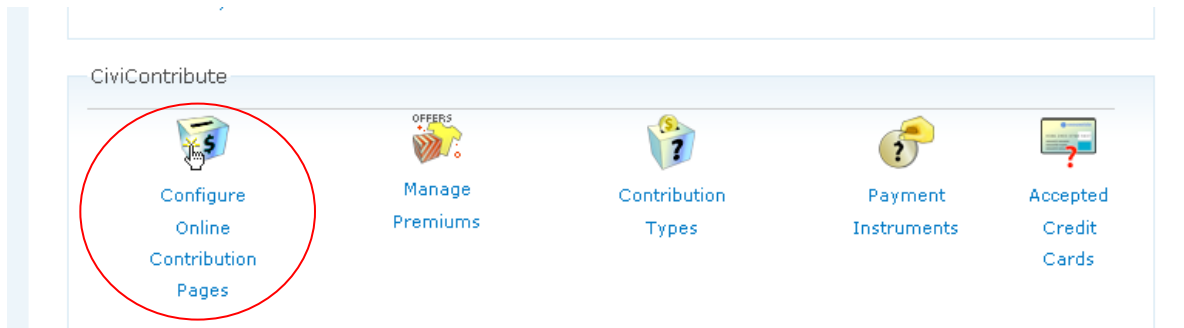 CiviContribute
OFFERS
$
$
?
?
?
Configure
Online
Contribution
Pages
Manage
Premiums
Contribution
Types
Payment
Instruments
Accepted
Credit
Cards